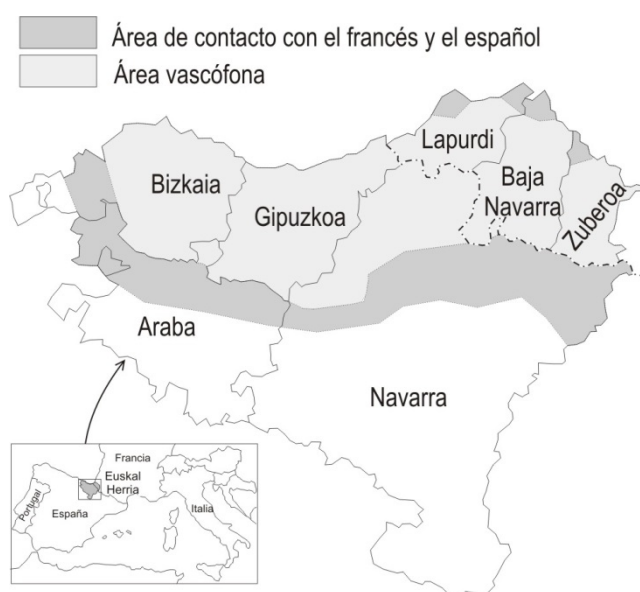 Área de contacto con el francés y el español
Área vascófona
Lapurdi
Bizkaia
Baja
Navarra
Gipuzkoa
Zuberoa
Araba
Navarra
Francia
Euskal
Herria
Portugal
España
Italia